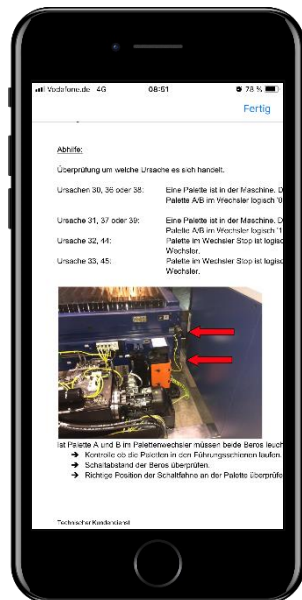 Vodafone.de 4G 08:51 78 %
Fertig
Abhilfe:
Überprüfung um welche Ursache es sich handelt.
Ursachen 30, 36 oder 38: Eine Palette ist in der Maschine. D
Palette A/B im Wechsler logisch '0
Ursache 31, 37 oder 39: Eine Palette ist in der Maschine. D
Palette A/B im Wechsler logisch '1
Ursache 32, 44: Palette im Wechsler Stop ist logisc
Wechsler.
Ursache 33, 45: Palette im Wechsler Stop ist logisc
Wechsler.
Ist Palette A und B im Palettenwechsler müssen beide Beros leuch
→ Kontrolle ob die Paletten in den Führungsschienen laufen.
→ Schaltabstand der Beros überprüfen.
→ Richtige Position der Schaltfahne an der Palette überprüfe
Technischer Kundendienst